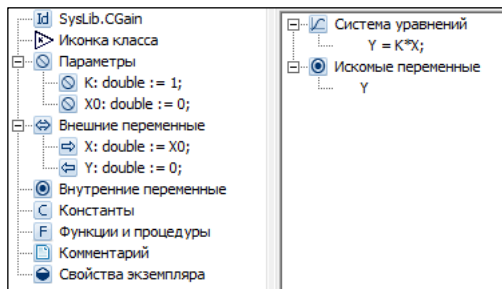 Id SysLib.CGain
Иконка класса
Параметры
K: double := 1;
X0: double := 0;
Внешние переменные
X: double := X0;
Y: double := 0;
Внутренние переменные
C Константы
F Функции и процедуры
Комментарий
Свойства экземпляра
Система уравнений
Y = K*X;
Искомые переменные
Y